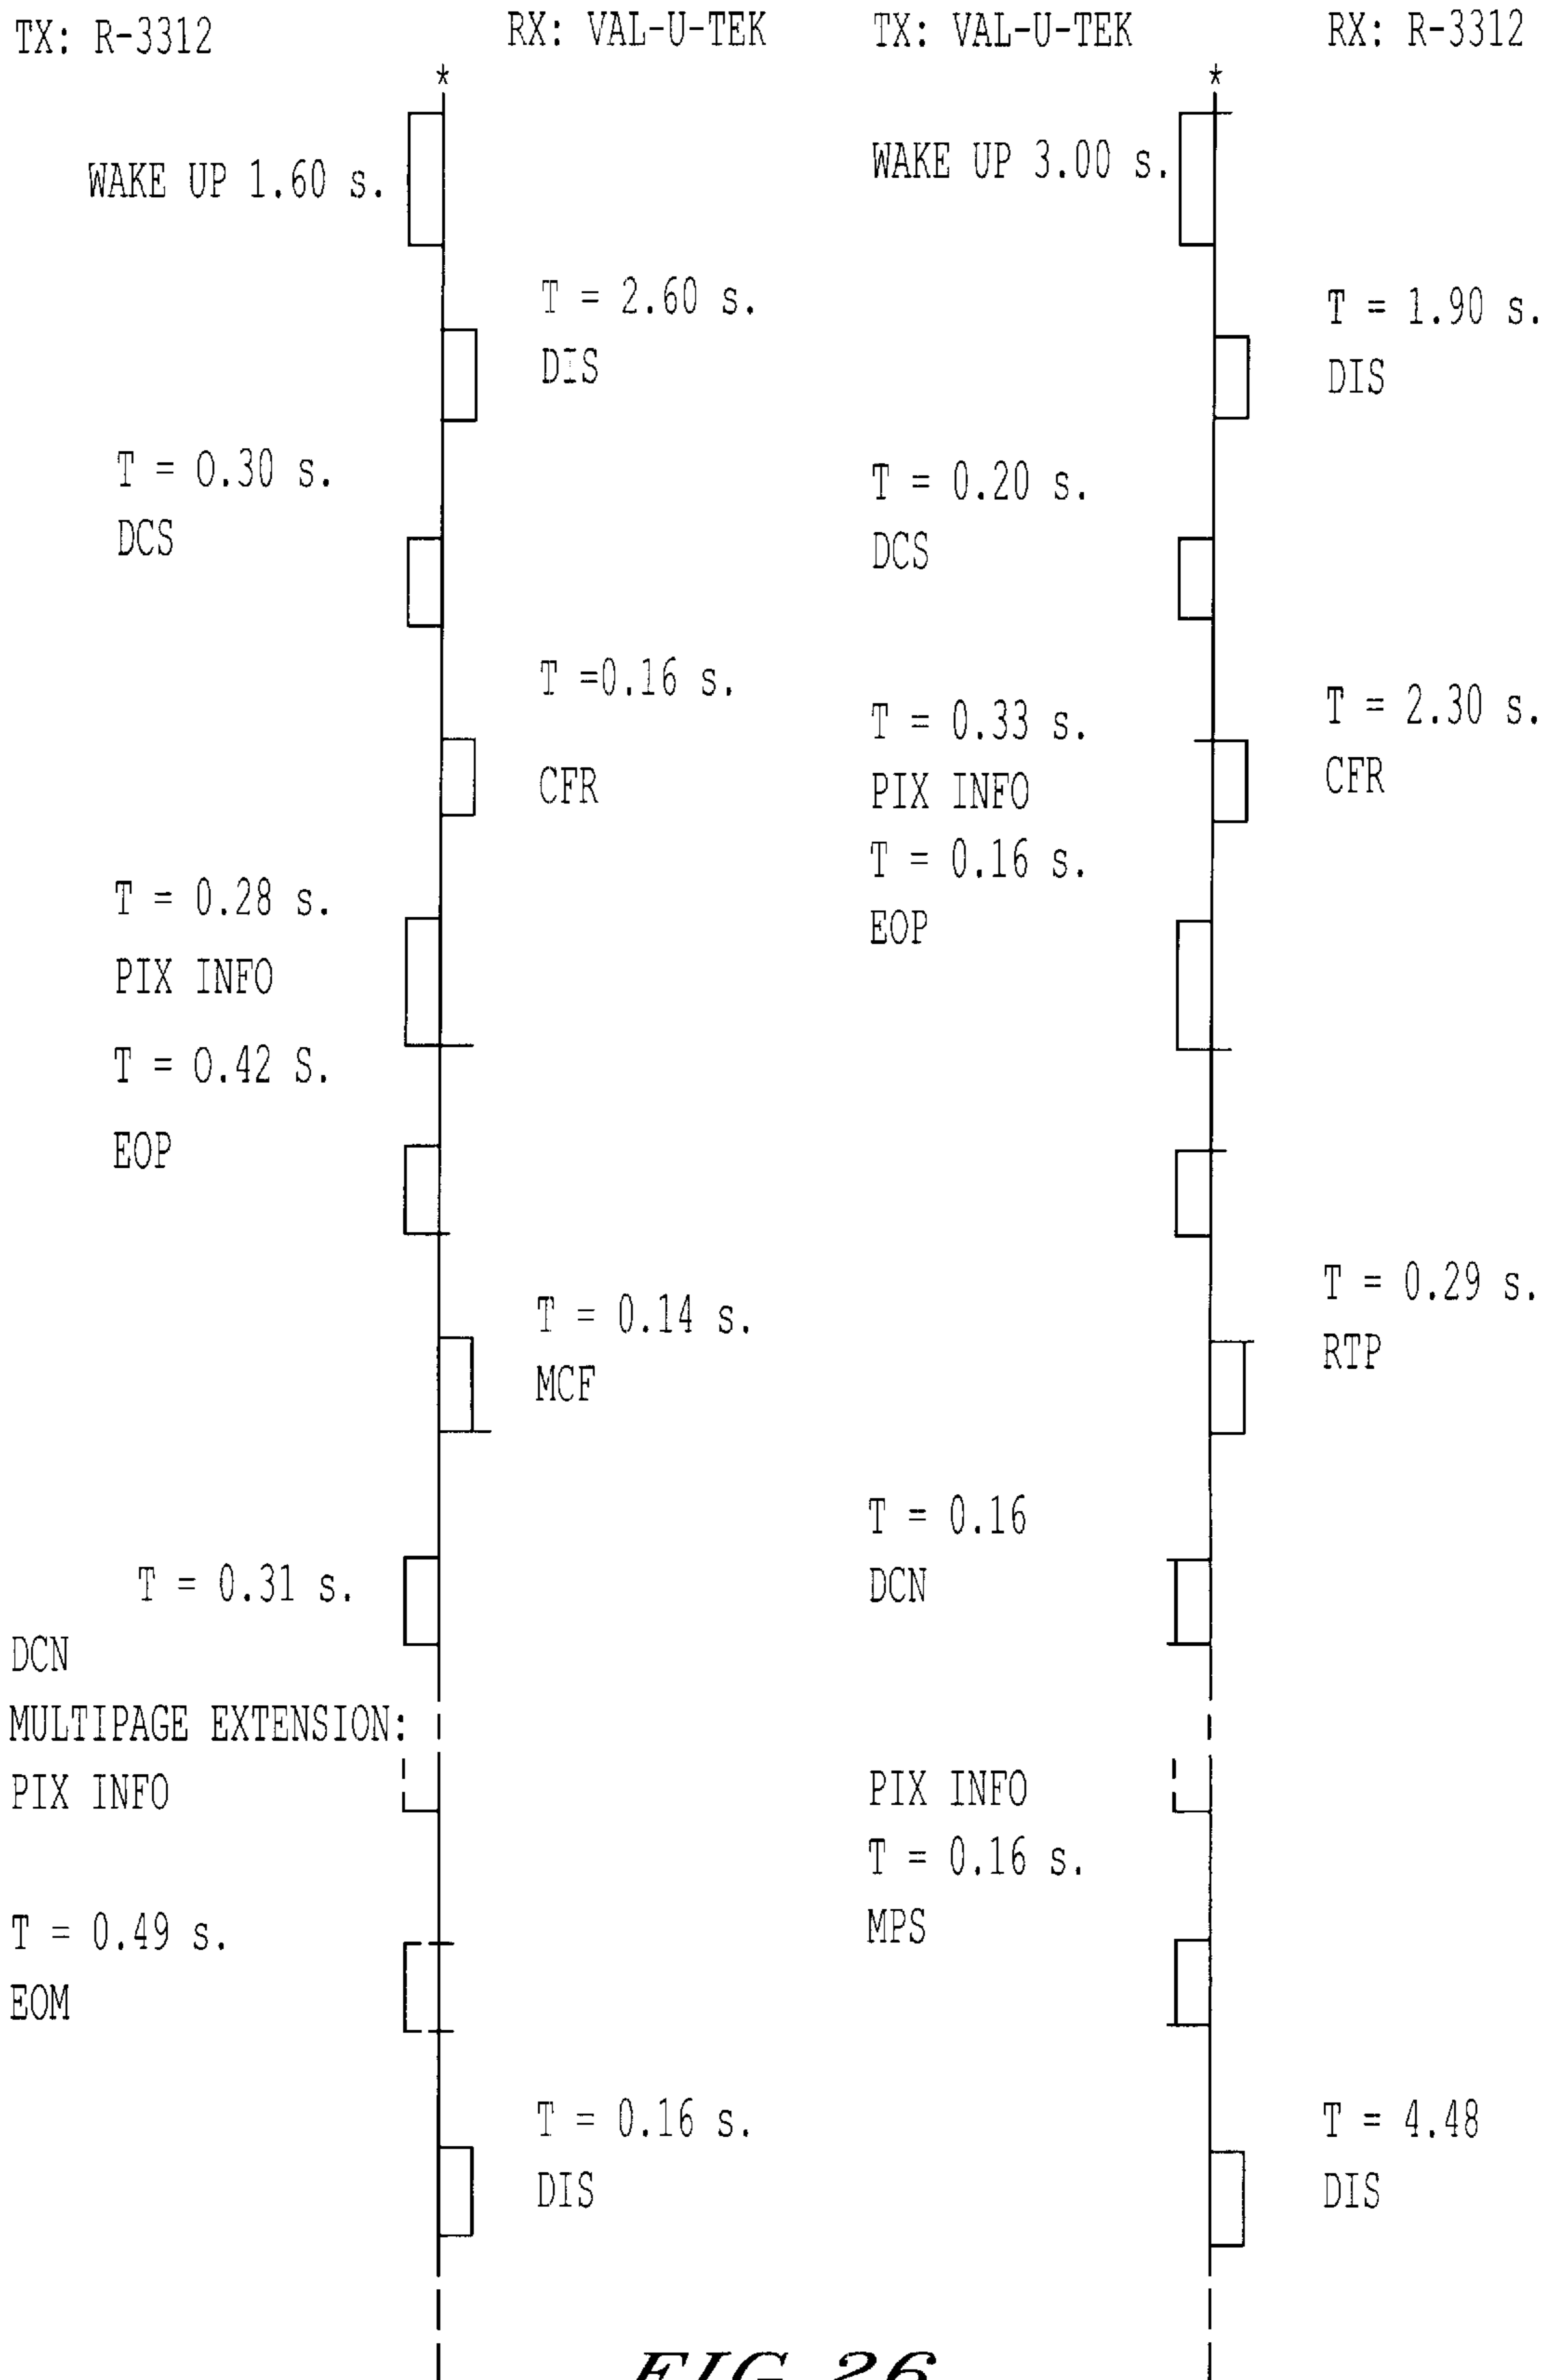 TX: R-3312
RX: VAL-U-TEK
*
WAKE UP 1.60 s.
T = 2.60 s.
DIS
T = 0.30 s.
DCS
T =0.16 s.
CFR
T = 0.28 s.
PIX INFO
T = 0.42 S.
EOP
T = 0.14 s.
MCF
T = 0.31 s.
DCN
MULTIPAGE EXTENSION:
PIX INFO
T = 0.49 s.
EOM
T = 0.16 s.
DIS
TX: VAL-U-TEK
RX: R-3312
*
WAKE UP 3.00 s.
T = 1.90 s.
DIS
T = 0.20 s.
DCS
T = 2.30 s.
CFR
T = 0.33 s.
PIX INFO
T = 0.16 s.
EOP
T = 0.29 s.
RTP
T = 0.16
DCN
PIX INFO
T = 0.16 s.
MPS
T = 4.48
DIS
FIG 26